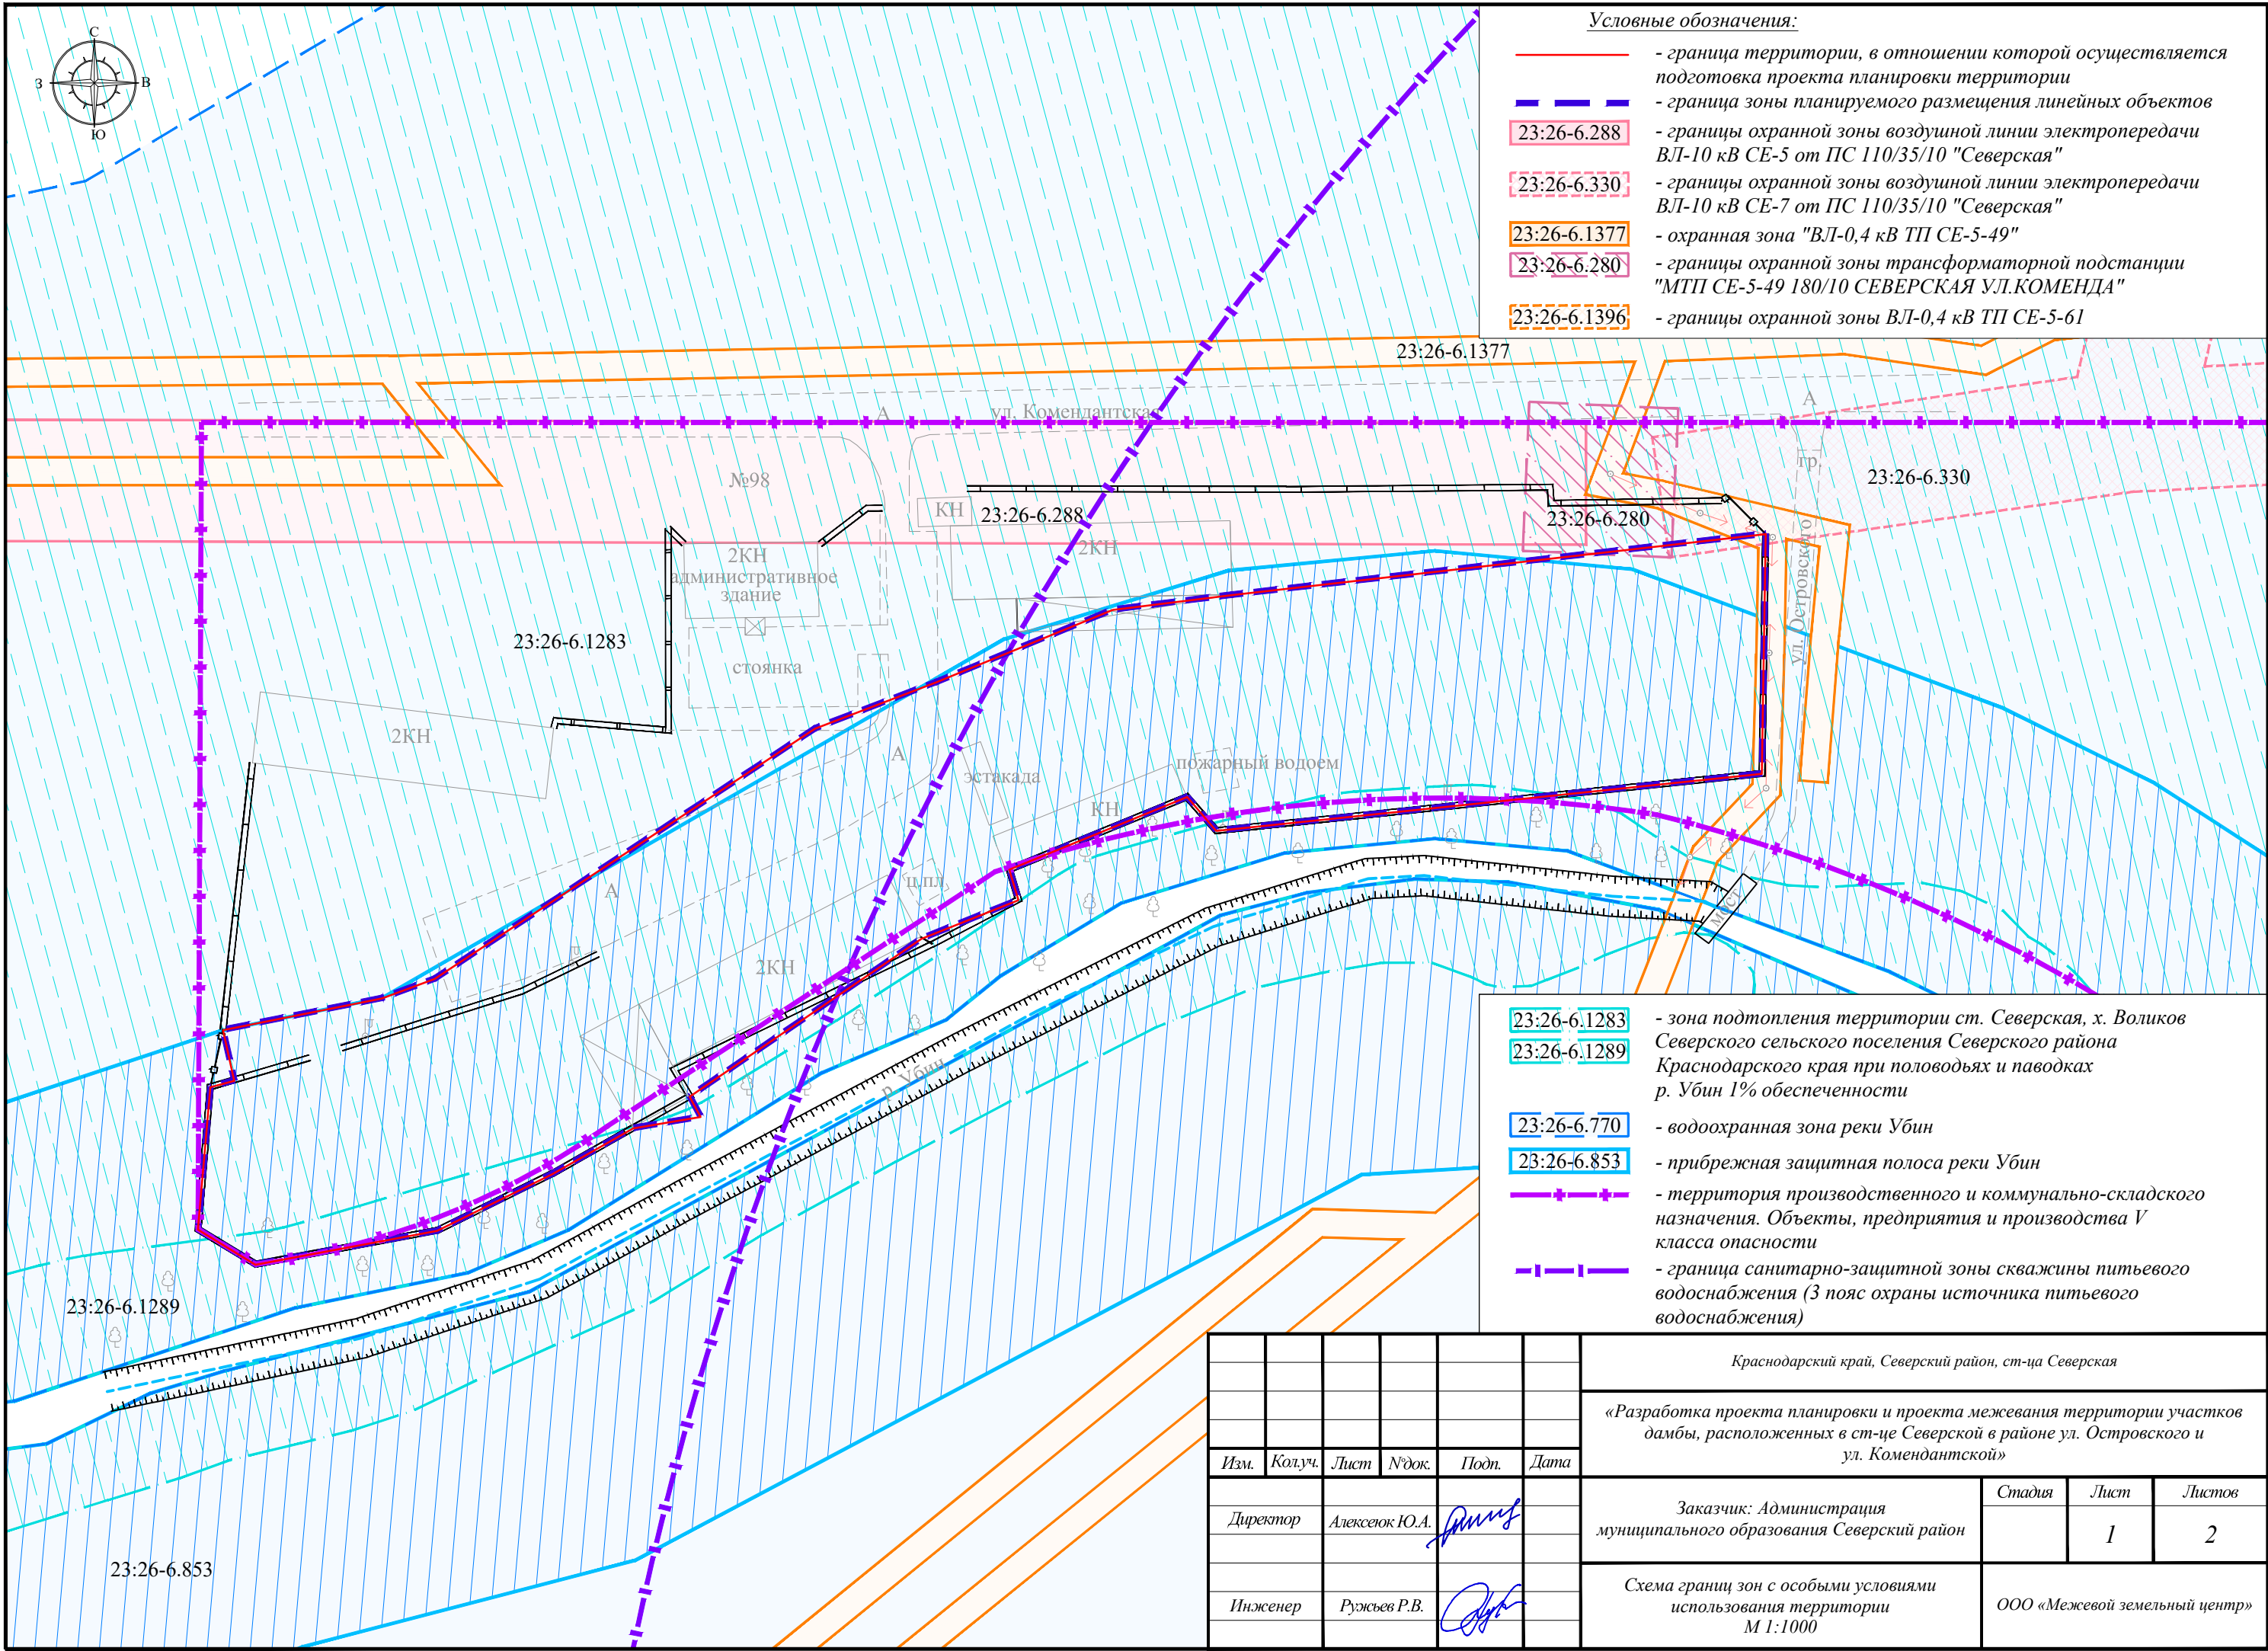 С
З
В
Ю
Условные обозначения:
- граница территории, в отношении которой осуществляется
подготовка проекта планировки территории
- граница зоны планируемого размещения линейных объектов
23:26-6.288
- границы охранной зоны воздушной линии электропередачи
ВЛ-10 кВ СЕ-5 от ПС 110/35/10 "Северская"
23:26-6.330
- границы охранной зоны воздушной линии электропередачи
ВЛ-10 кВ СЕ-7 от ПС 110/35/10 "Северская"
23:26-6.1377
- охранная зона "ВЛ-0,4 кВ ТП СЕ-5-49"
23:26-6.280
- границы охранной зоны трансформаторной подстанции
"МТП СЕ-5-49 180/10 СЕВЕРСКАЯ УЛ.КОМЕНДА"
23:26-6.1396
- границы охранной зоны ВЛ-0,4 кВ ТП СЕ-5-61
23:26-6.1377
А
ул. Комендантская
А
№98
гр.
23:26-6.330
КН
23:26-6.288
23:26-6.280
2КН
административное
здание
2КН
ул. Островского
23:26-6.1283
стоянка
2КН
А
эстакада
пожарный водоем
КН
А
ц.пл.
мост
2КН
р. Убин
23:26-6.1289
23:26-6.853
23:26-6.1283
23:26-6.1289
- зона подтопления территории ст. Северская, х. Воликов
Северского сельского поселения Северского района
Краснодарского края при половодьях и паводках
р. Убин 1% обеспеченности
23:26-6.770
- водоохранная зона реки Убин
23:26-6.853
- прибрежная защитная полоса реки Убин
- территория производственного и коммунально-складского
назначения. Объекты, предприятия и производства V
класса опасности
- граница санитарно-защитной зоны скважины питьевого
водоснабжения (3 пояс охраны источника питьевого
водоснабжения)
Краснодарский край, Северский район, ст-ца Северская
«Разработка проекта планировки и проекта межевания территории участков
дамбы, расположенных в ст-це Северской в районе ул. Островского и
ул. Комендантской»
Изм. Кол.уч. Лист №док. Подп. Дата
Заказчик: Администрация
муниципального образования Северский район
Стадия Лист Листов
1 2
Директор Алексеюк Ю.А.
Инженер Ружьев Р.В.
Схема границ зон с особыми условиями
использования территории
М 1:1000
ООО «Межевой земельный центр»